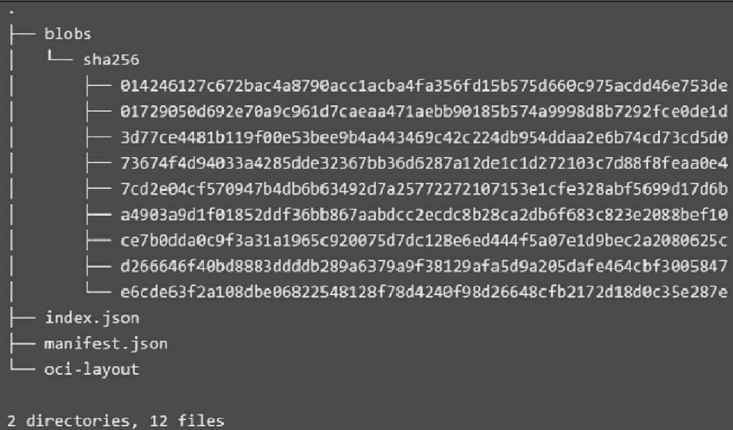 .
├── blobs
│   └── sha256
│       ├── 014246127c672bac4a8790acc1acba4fa356fd15b575d660c975acdd46e753de
│       ├── 01729050d692e70a9c961d7caeaa471aebb90185b574a9998d8b7292fce0de1d
│       ├── 3d77ce4481b119f00e53bee9b4a443469c42c224db954ddaa2e6b74cd73cd5d0
│       ├── 73674f4d94033a4285dde32367bb36d6287a12de1c1d272103c7d88f8feaa0e4
│       ├── 7cd2e04cf570947b4db6b63492d7a25772272107153e1cfe328abf5699d17d6b
│       ├── a4903a9d1f01852ddf36bb867aabdcc2ecdc8b28ca2db6f683c823e2088bef10
│       ├── ce7b0dda0c9f3a31a1965c920075d7dc128e6ed444f5a07e1d9bec2a2080625c
│       ├── d266646f40bd8883ddddb289a6379a9f38129afa5d9a205dafe464cbf3005847
│       └── e6cde63f2a108dbe06822548128f78d4240f98d26648cfb2172d18d0c35e287e
├── index.json
├── manifest.json
└── oci-layout
2 directories, 12 files